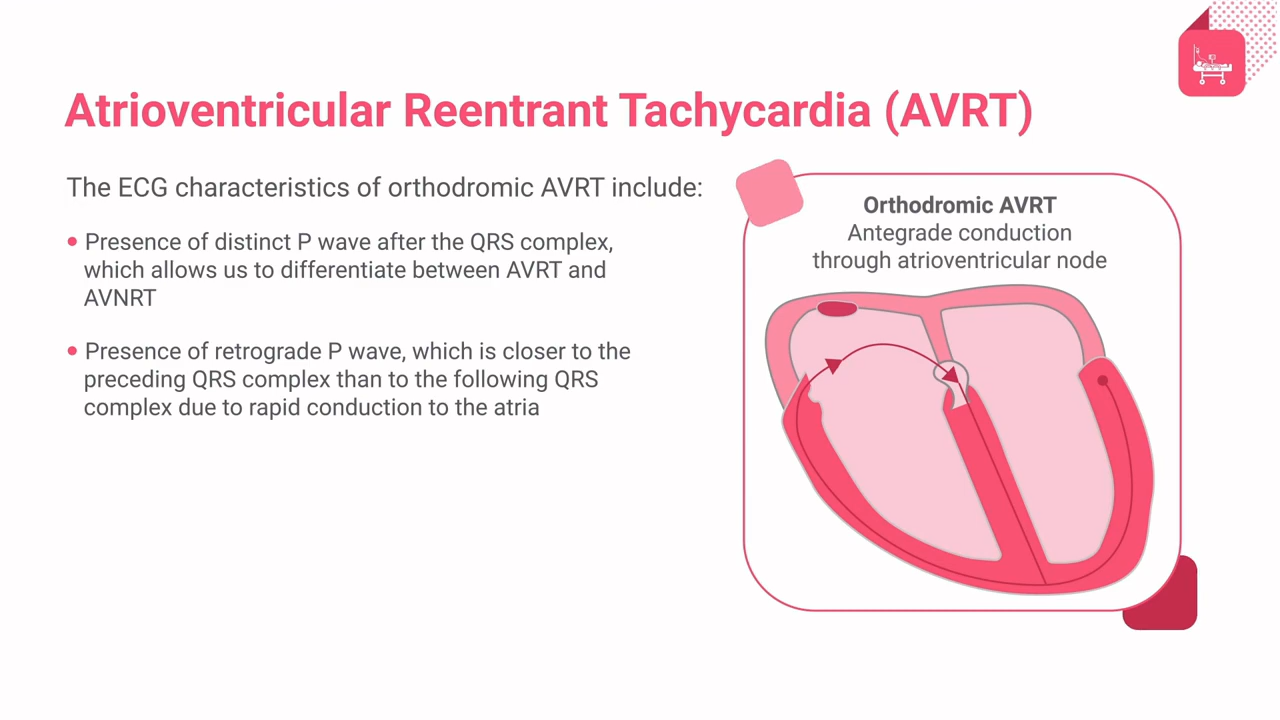 Atrioventricular Reentrant Tachycardia (AVRT)
The ECG characteristics of orthodromic AVRT include:
• Presence of distinct P wave after the QRS complex,
which allows us to differentiate between AVRT and
AVNRT
• Presence of retrograde P wave, which is closer to the
preceding QRS complex than to the following QRS
complex due to rapid conduction to the atria
Orthodromic AVRT
Antegrade conduction
through atrioventricular node